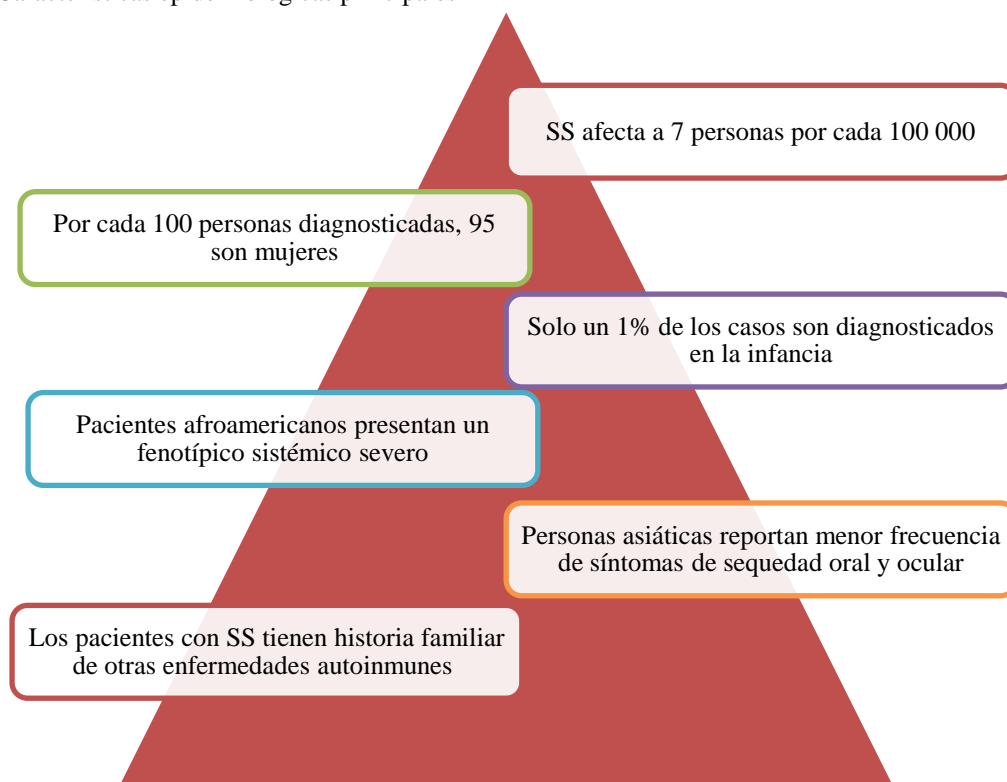 SS afecta a 7 personas por cada 100 000
Por cada 100 personas diagnosticadas, 95
son mujeres
Solo un 1% de los casos son diagnosticados
en la infancia
Pacientes afroamericanos presentan un
fenotípico sistémico severo
Personas asiáticas reportan menor frecuencia
de síntomas de sequedad oral y ocular
Los pacientes con SS tienen historia familiar
de otras enfermedades autoinmunes